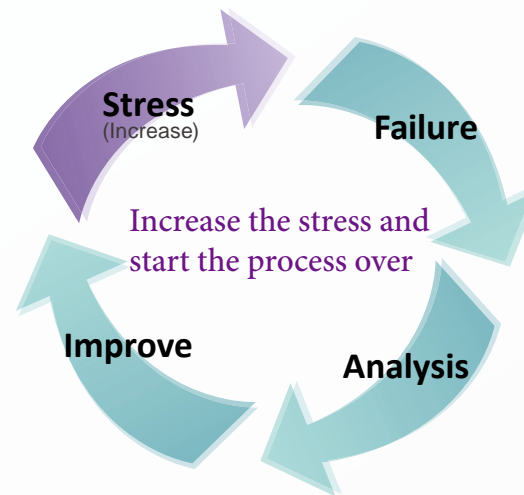 Stress
(Increase)
Failure
Increase the stress and
start the process over
Improve
Analysis